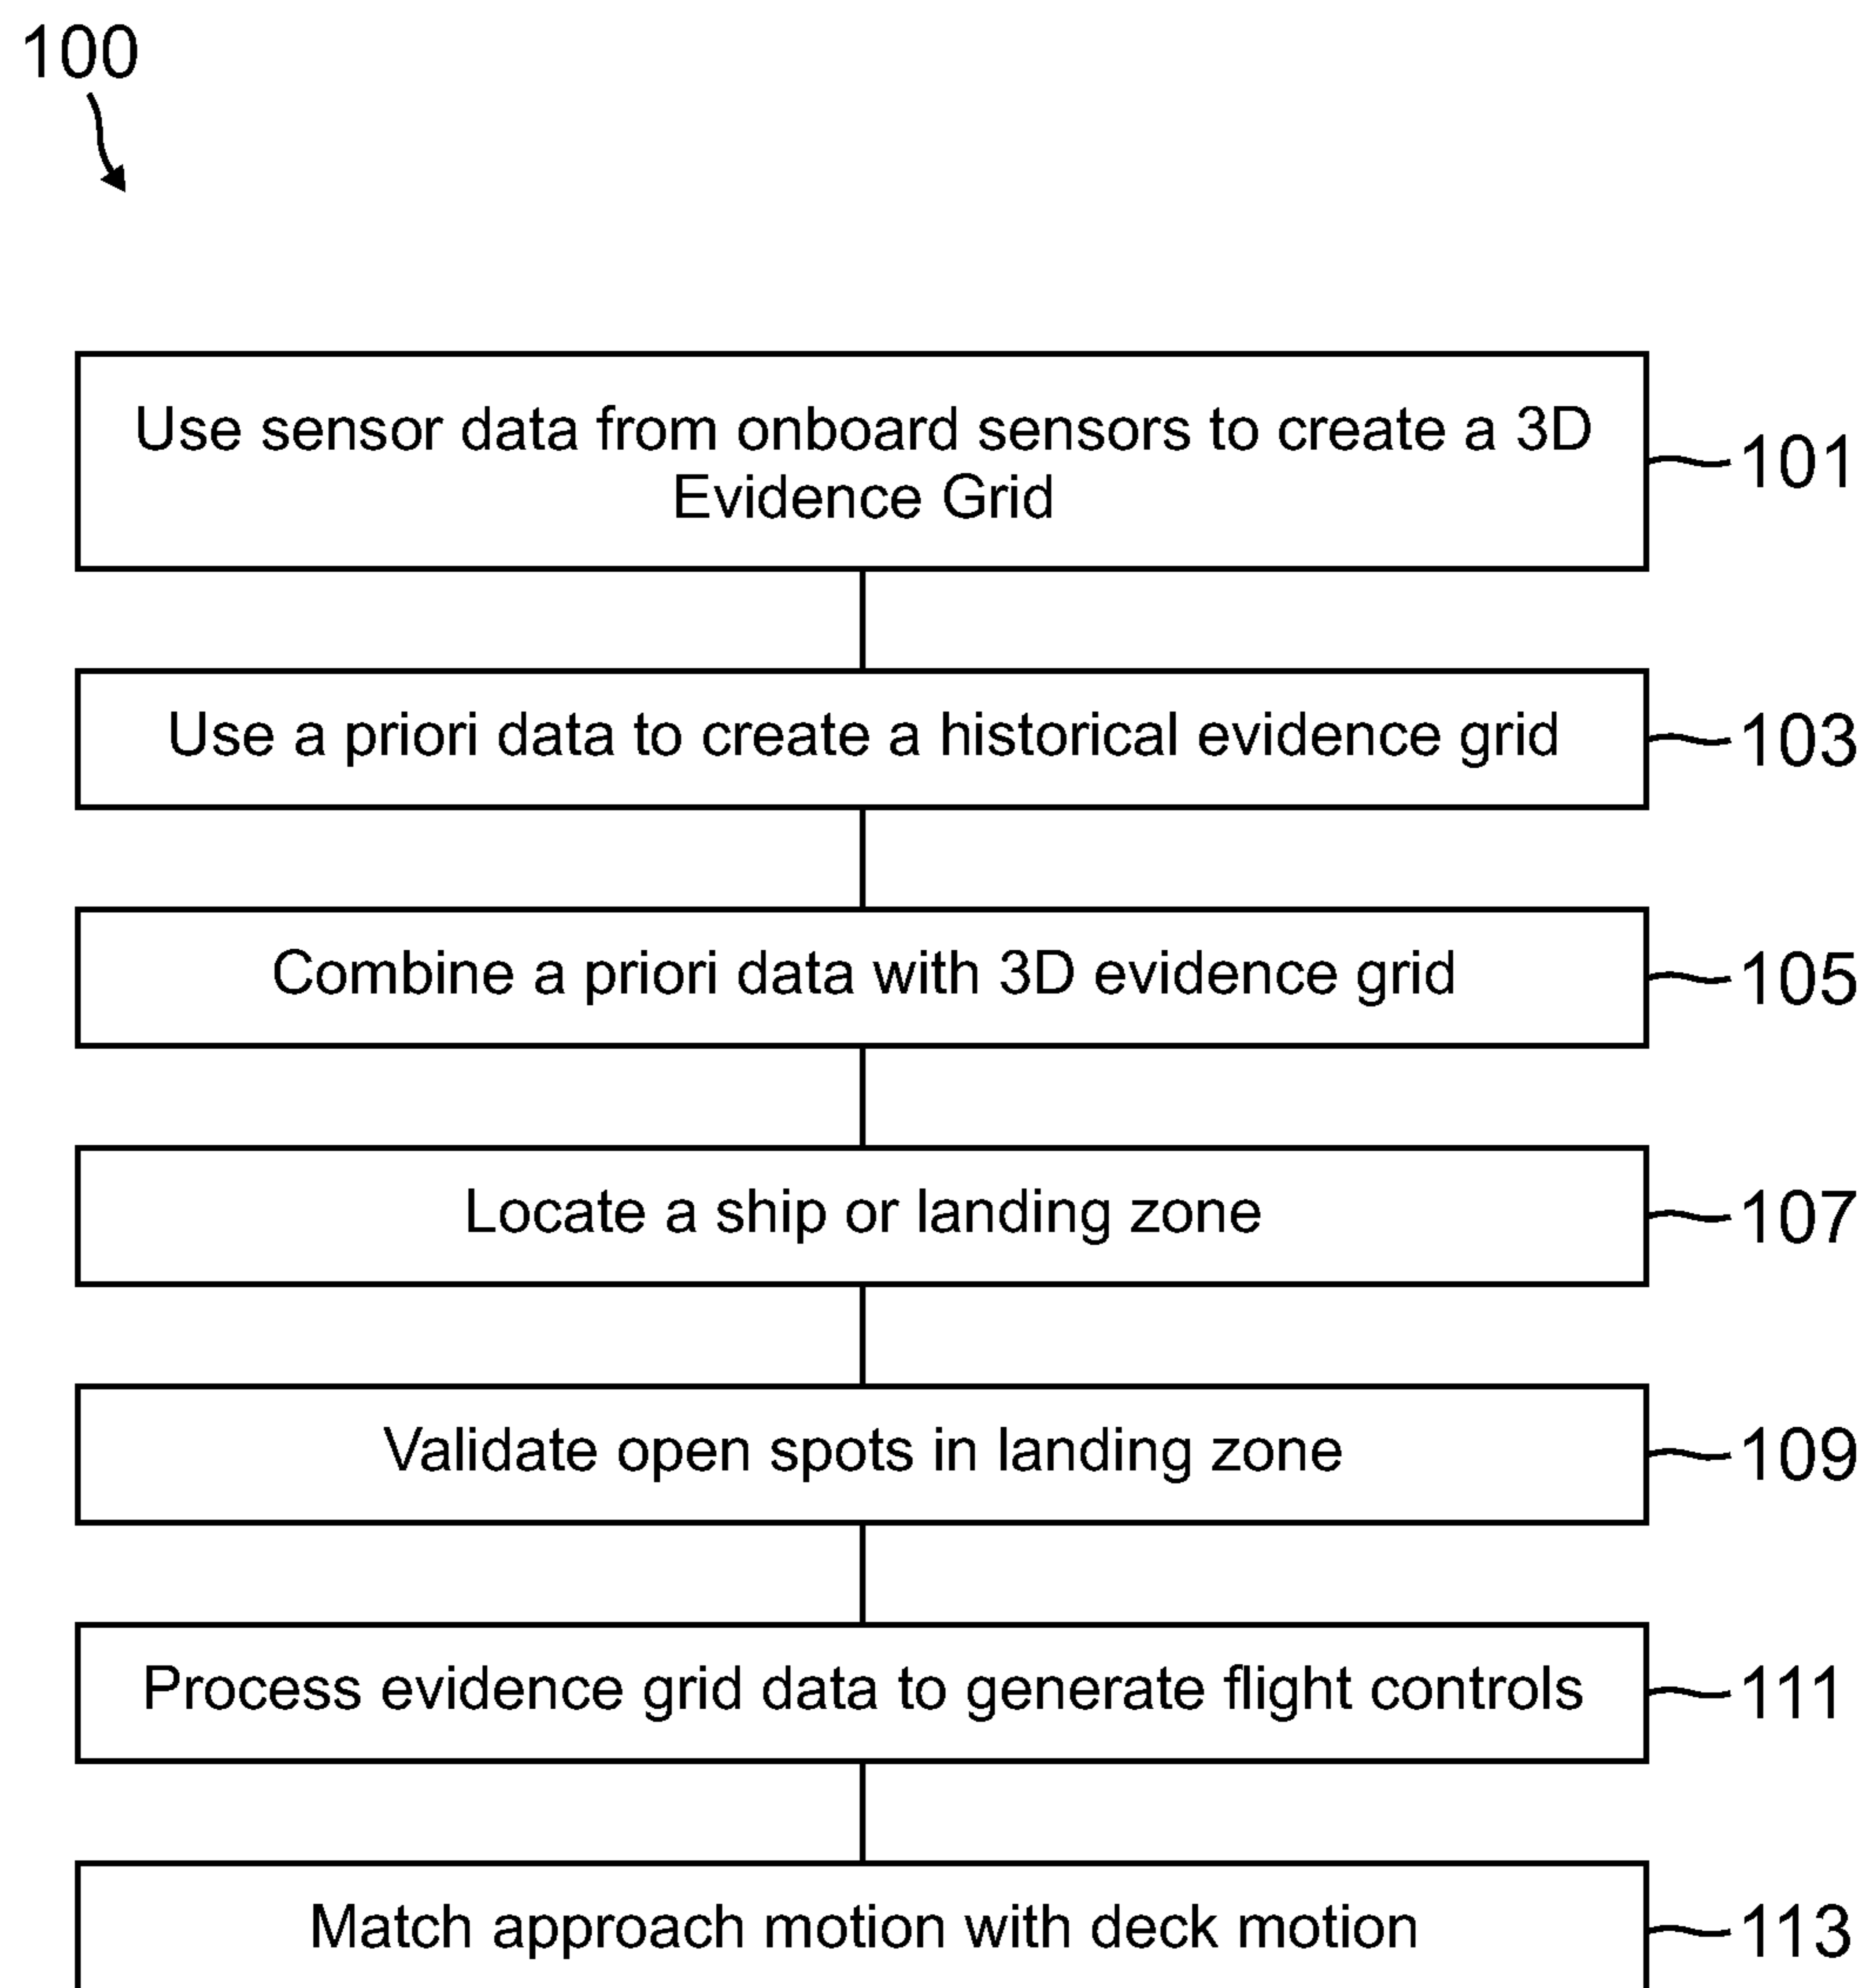 100
Use sensor data from onboard sensors to create a 3D
Evidence Grid
101
Use a priori data to create a historical evidence grid
103
Combine a priori data with 3D evidence grid
105
Locate a ship or landing zone
107
Validate open spots in landing zone
109
Process evidence grid data to generate flight controls
111
Match approach motion with deck motion
113